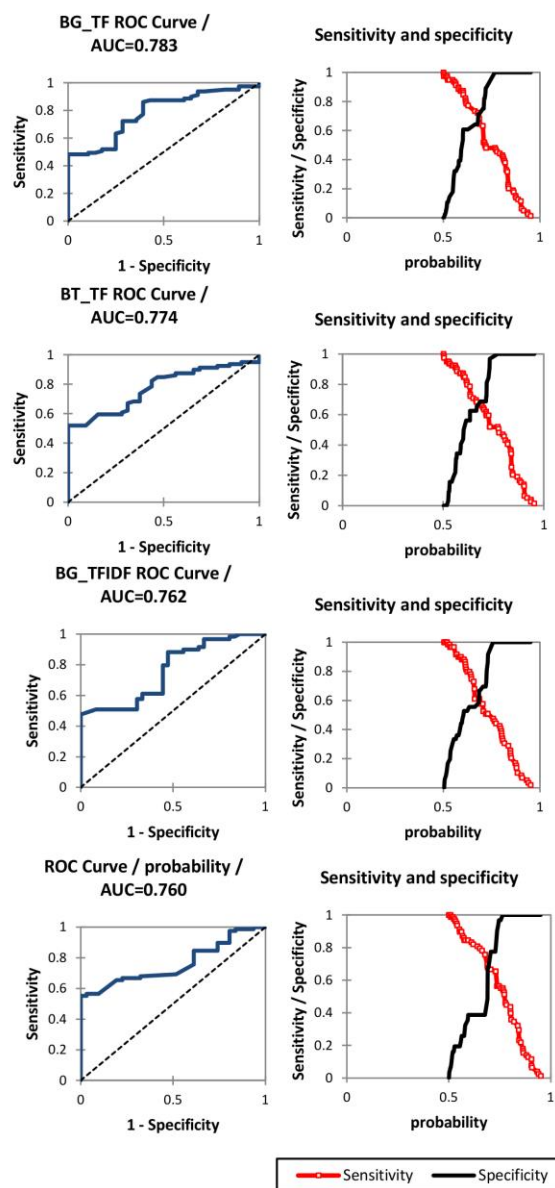 BG_TF ROC Curve /
AUC=0.783
Sensitivity
1
0.8
0.6
0.4
0.2
0
0
0.5
1
1 - Specificity
Sensitivity and specificity
Sensitivity / Specificity
1
0.8
0.6
0.4
0.2
0
0
0.5
1
probability
BT_TF ROC Curve /
AUC=0.774
Sensitivity
1
0.8
0.6
0.4
0.2
0
0
0.5
1
1 - Specificity
Sensitivity and specificity
Sensitivity / Specificity
1
0.8
0.6
0.4
0.2
0
0
0.5
1
probability
BG_TFIDF ROC Curve /
AUC=0.762
Sensitivity
1
0.8
0.6
0.4
0.2
0
0
0.5
1
1 - Specificity
Sensitivity and specificity
Sensitivity / Specificity
1
0.8
0.6
0.4
0.2
0
0
0.5
1
probability
ROC Curve / probability /
AUC=0.760
Sensitivity
1
0.8
0.6
0.4
0.2
0
0
0.5
1
1 - Specificity
Sensitivity and specificity
Sensitivity / Specificity
1
0.8
0.6
0.4
0.2
0
0
0.5
1
probability
Sensitivity
Specificity